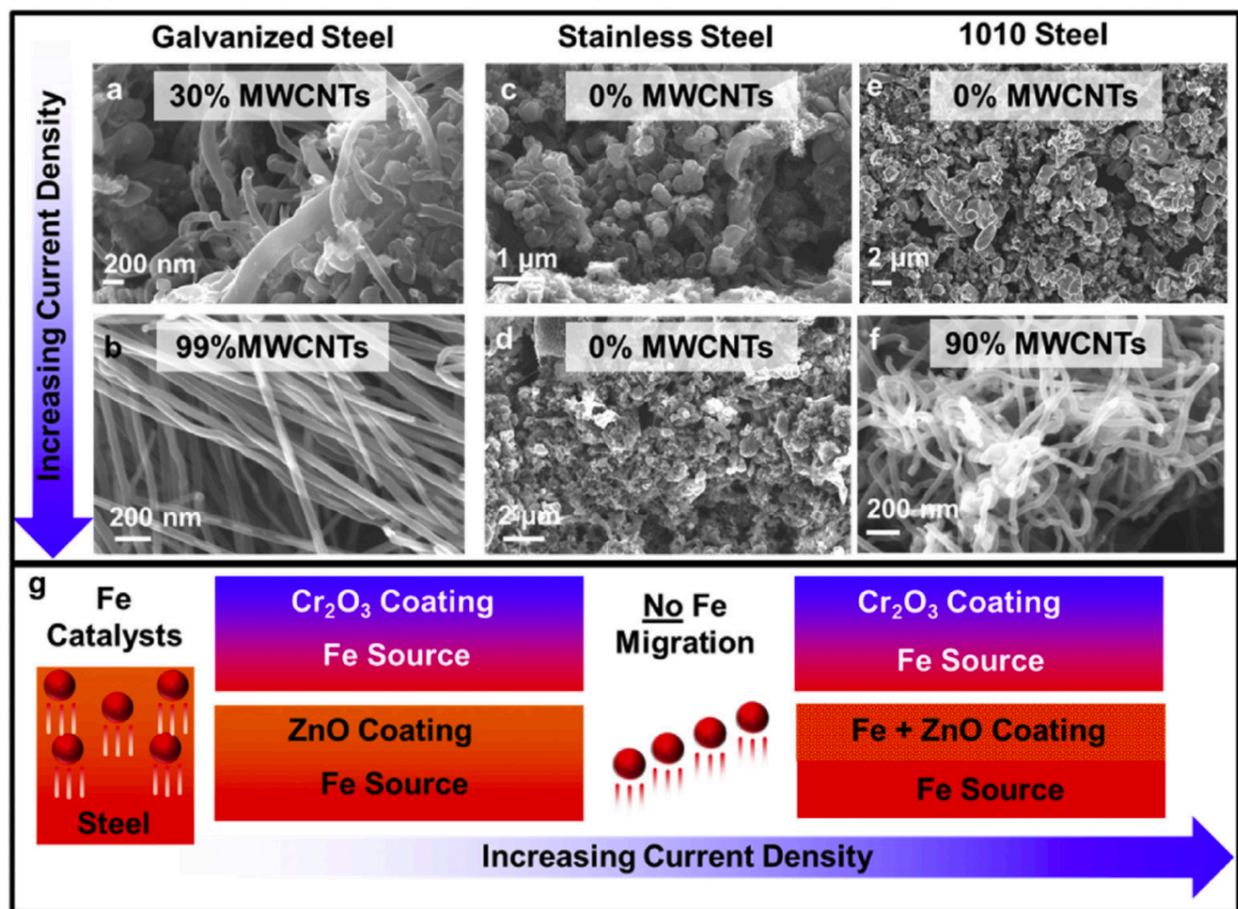 Galvanized Steel
Stainless Steel
1010 Steel
Increasing Current Density
a
30% MWCNTs
200 nm
c
0% MWCNTs
1 µm
e
0% MWCNTs
2 µm
b
99%MWCNTs
200 nm
d
0% MWCNTs
2 µm
f
90% MWCNTs
200 nm
g
Fe
Catalysts
Steel
Cr₂O₃ Coating
Fe Source
ZnO Coating
Fe Source
No Fe
Migration
Cr₂O₃ Coating
Fe Source
Fe + ZnO Coating
Fe Source
Increasing Current Density